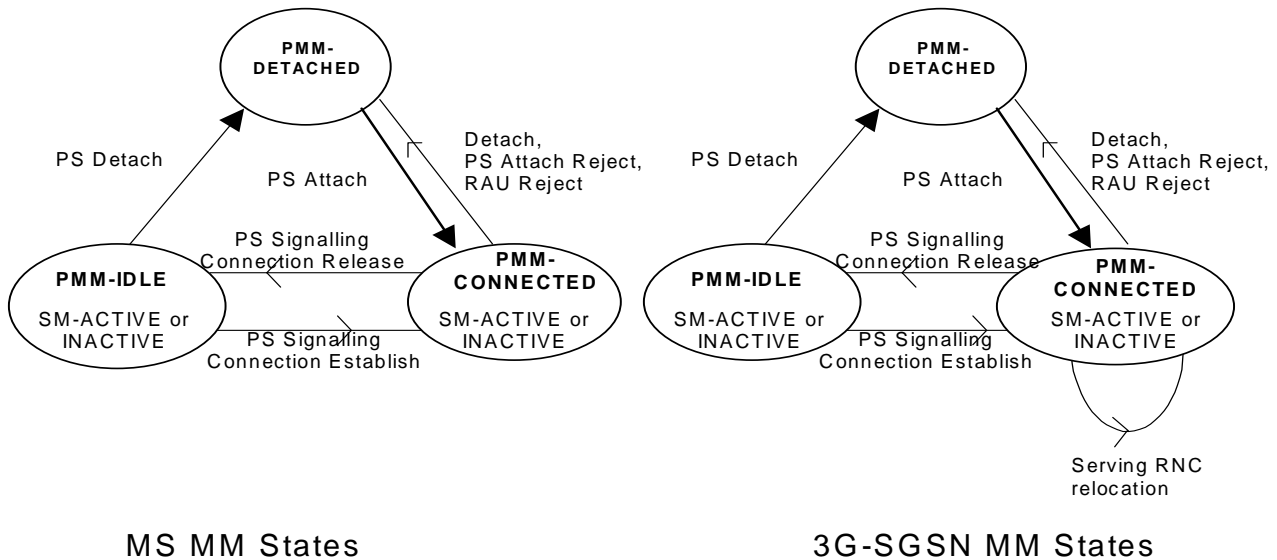 PMM-
DETACHED
PS Detach
PS Attach
Detach,
PS Attach Reject,
RAU Reject
PS Signalling
Connection Release
PMM-IDLE
SM-ACTIVE or
INACTIVE
PMM-
CONNECTED
SM-ACTIVE or
INACTIVE
PS Signalling
Connection Establish
MS MM States
PMM-
DETACHED
PS Detach
PS Attach
Detach,
PS Attach Reject,
RAU Reject
PS Signalling
Connection Release
PMM-IDLE
SM-ACTIVE or
INACTIVE
PMM-
CONNECTED
SM-ACTIVE or
INACTIVE
PS Signalling
Connection Establish
Serving RNC
relocation
3G-SGSN MM States